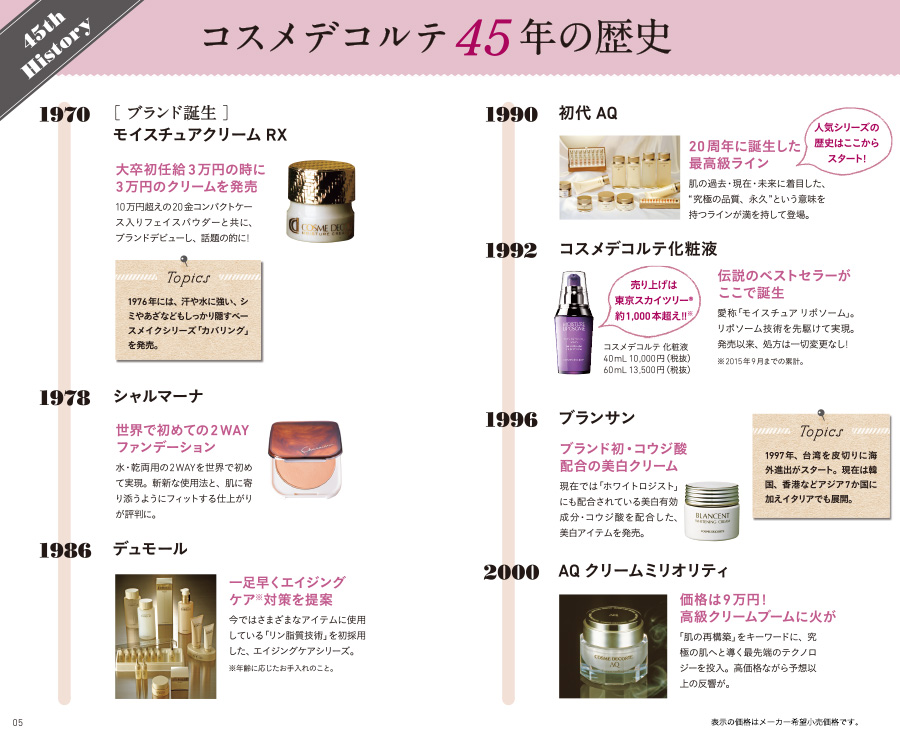 45th
History
コスメデコルテ 45 年の歴史
1970
[ ブランド誕生 ]
モイスチュアクリーム RX
大卒初任給3万円の時に
3万円のクリームを発売
10万円超えの20金コンパクトケー
ス入りフェイスパウダーと共に、
ブランドデビューし、話題の的に!
COSME DECORTE
Topics
1976年には、汗や水に強い、シ
ミやあざなどもしっかり隠すベー
スメイクシリーズ「カバリング」
を発売。
1978
シャルマーナ
世界で初めての2WAY
ファンデーション
水・乾両用の2WAYを世界で初め
て実現。斬新な使用法と、肌に寄
り添うようにフィットする仕上がり
が評判に。
1986
デュモール
一足早くエイジング
ケア※対策を提案
今ではさまざまなアイテムに使用
している「リン脂質技術」を初採用
した、エイジングケアシリーズ。
※年齢に応じたお手入れのこと。
1990
初代 AQ
20周年に誕生した
最高級ライン
人気シリーズの
歴史はここから
スタート!
肌の過去・現在・未来に着目した、
“究極の品質、永久”という意味を
持つラインが満を持して登場。
1992
コスメデコルテ化粧液
MOISTURE
LIPOSOME
売り上げは
東京スカイツリー®
約1,000本超え!!※
コスメデコルテ 化粧液
40mL 10,000円(税抜)
60mL 13,500円(税抜)
伝説のベストセラーが
ここで誕生
愛称「モイスチュア リポソーム」。
リポソーム技術を先駆けて実現。
発売以来、処方は一切変更なし!
※2015年9月までの累計。
1996
ブランサン
ブランド初・コウジ酸
配合の美白クリーム
現在では「ホワイトロジスト」
にも配合されている美白有効
成分・コウジ酸を配合した、
美白アイテムを発売。
BLANCENT
WHITENING CREAM
COSME DECORTE
Topics
1997年、台湾を皮切りに海
外進出がスタート。現在は韓
国、香港などアジア7か国に
加えイタリアでも展開。
2000
AQ クリームミリオリティ
COSME DECORTE
AQ
価格は9万円!
高級クリームブームに火が
「肌の再構築」をキーワードに、究
極の肌へと導く最先端のテクノロ
ジーを投入。高価格ながら予想以
上の反響が。
05
表示の価格はメーカー希望小売価格です。